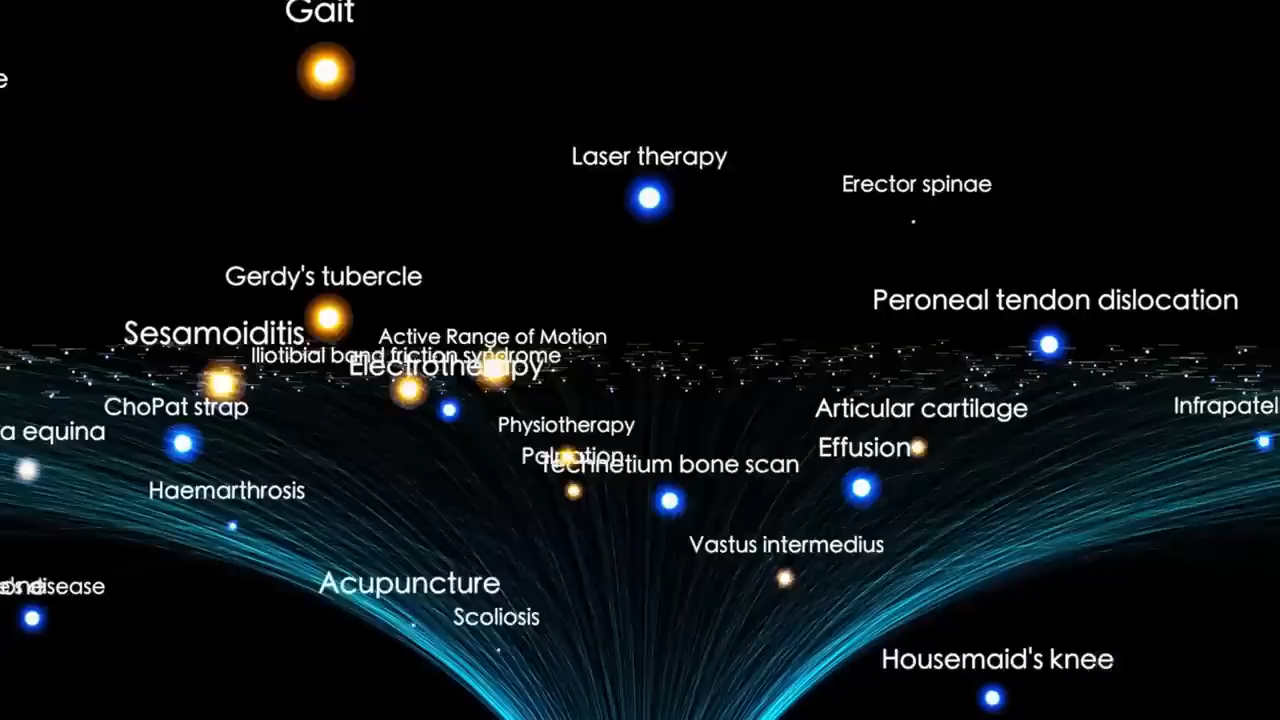 Gait
Laser therapy
Erector spinae
Gerdy's tubercle
Peroneal tendon dislocation
Sesamoiditis
Active Range of Motion
Iliotibial band friction syndrome
Electrotherapy
ChoPat strap
Articular cartilage
Infrapatel
a equina
Physiotherapy
Effusion
Palpation
Technetium bone scan
Haemarthrosis
Vastus intermedius
Acupuncture
disease
Scoliosis
Housemaid's knee